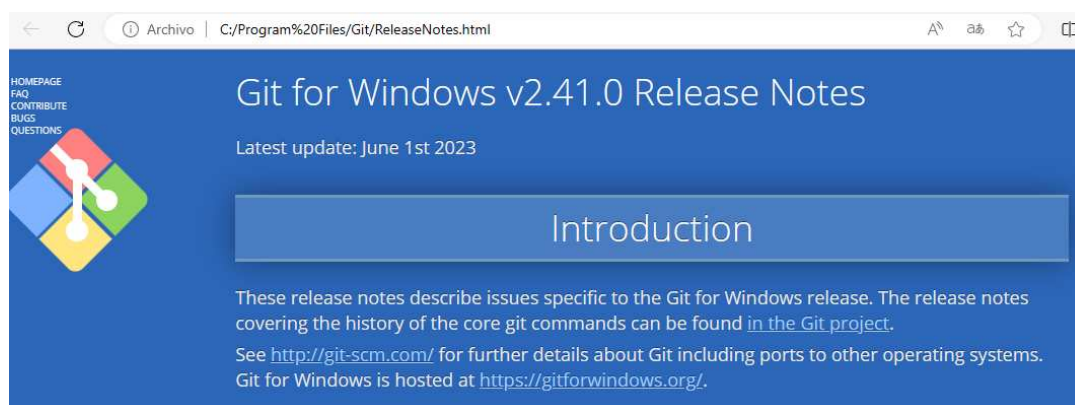 Archivo
C:/Program%20Files/Git/ReleaseNotes.html
HOMEPAGE
FAQ
CONTRIBUTE
BUGS
QUESTIONS
Git for Windows v2.41.0 Release Notes
Latest update: June 1st 2023
Introduction
These release notes describe issues specific to the Git for Windows release. The release notes
covering the history of the core git commands can be found in the Git project.
See http://git-scm.com/ for further details about Git including ports to other operating systems.
Git for Windows is hosted at https://gitforwindows.org/.